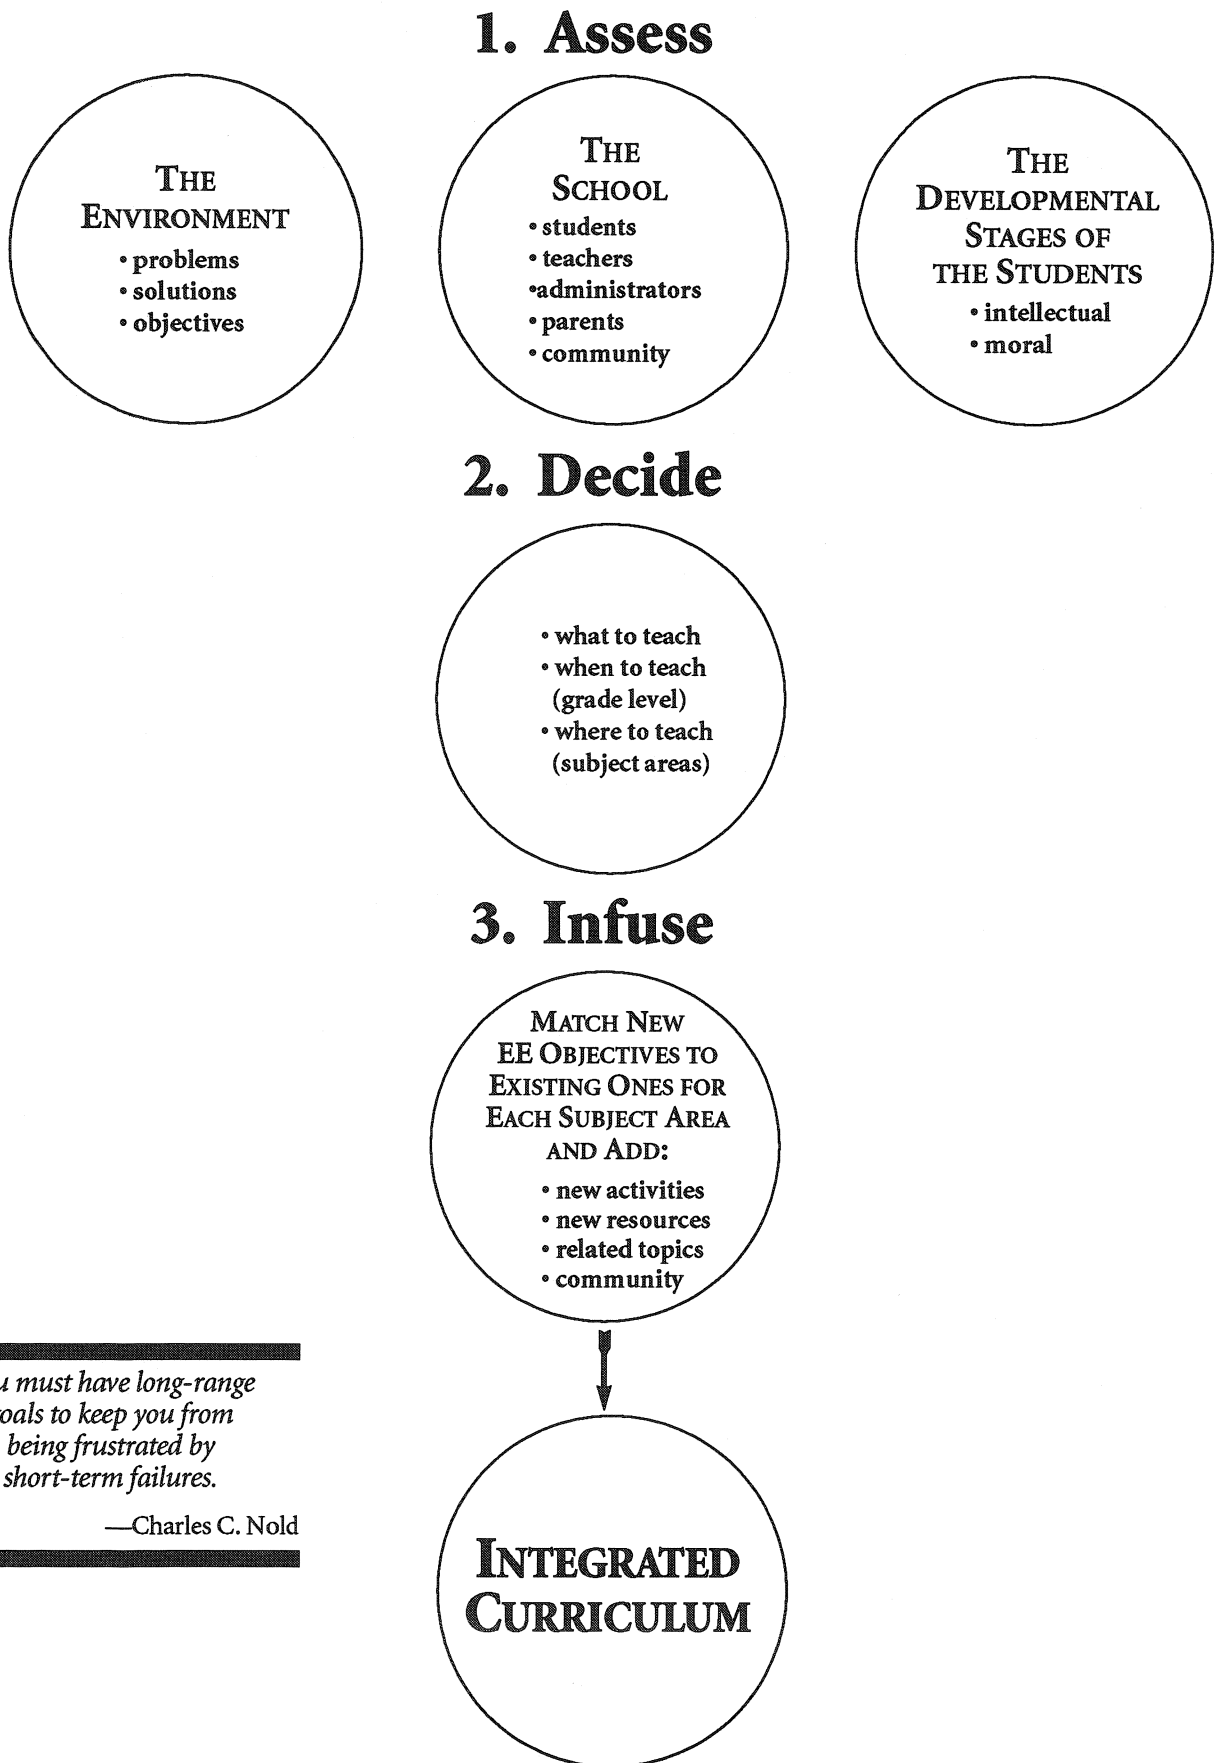 1. Assess
THE
ENVIRONMENT
• problems
• solutions
• objectives
THE
SCHOOL
• students
• teachers
•administrators
• parents
• community
THE
DEVELOPMENTAL
STAGES OF
THE STUDENTS
• intellectual
• moral
2. Decide
• what to teach
• when to teach
(grade level)
• where to teach
(subject areas)
3. Infuse
MATCH NEW
EE OBJECTIVES TO
EXISTING ONES FOR
EACH SUBJECT AREA
AND ADD:
• new activities
• new resources
• related topics
• community
must have long-range
to keep you from
being frustrated by
short-term failures.
—Charles C. Nold
INTEGRATED
CURRICULUM